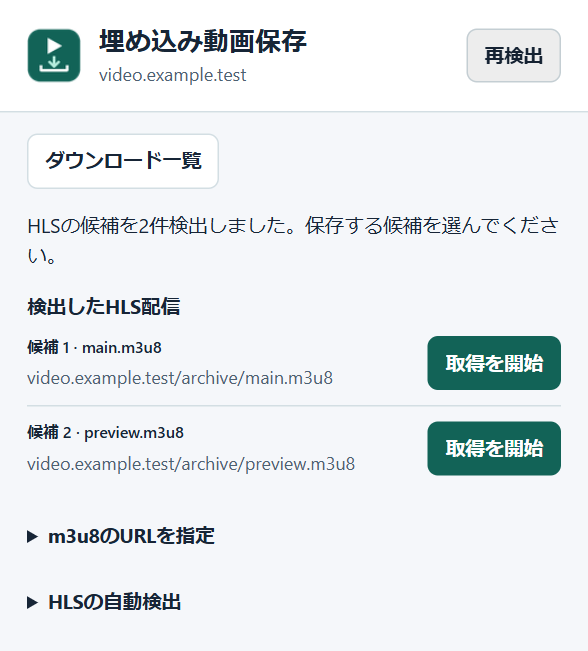 埋め込み動画保存
video.example.test
再検出
ダウンロード一覧
HLSの候補を2件検出しました。保存する候補を選んでくださ
い。
検出したHLS配信
候補 1 · main.m3u8
video.example.test/archive/main.m3u8
取得を開始
候補 2 · preview.m3u8
video.example.test/archive/preview.m3u8
取得を開始
m3u8のURLを指定
HLSの自動検出